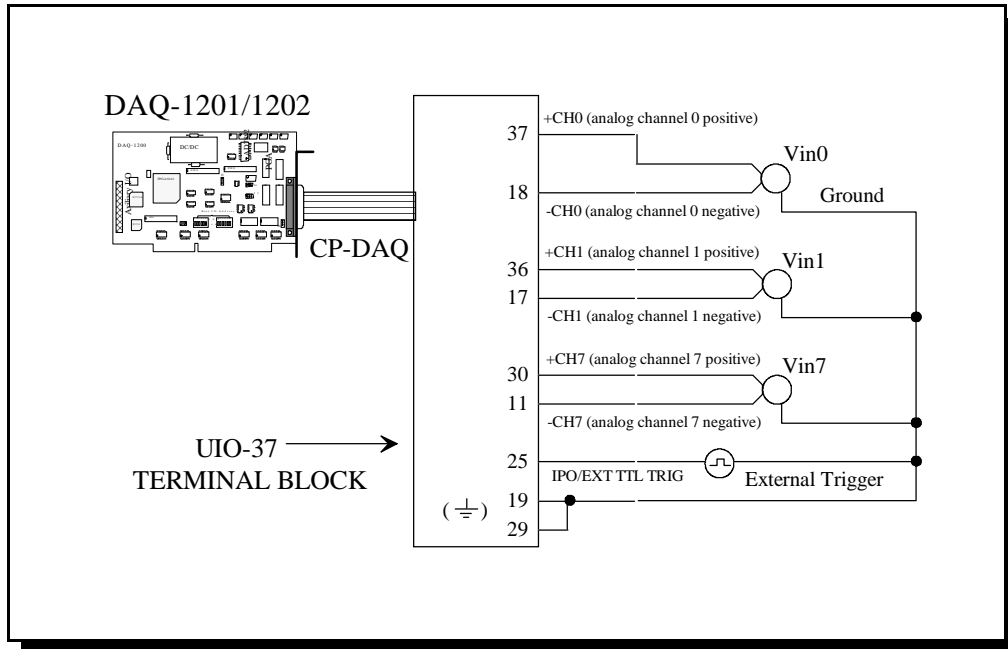 DAQ-1201/1202
DAQ-1200
DC/DC
CP-DAQ
UIO-37
TERMINAL BLOCK
37
+CH0 (analog channel 0 positive)
Vin0
18
-CH0 (analog channel 0 negative)
Ground
36
+CH1 (analog channel 1 positive)
Vin1
17
-CH1 (analog channel 1 negative)
30
+CH7 (analog channel 7 positive)
Vin7
11
-CH7 (analog channel 7 negative)
25
IPO/EXT TTL TRIG
External Trigger
19
( )
29